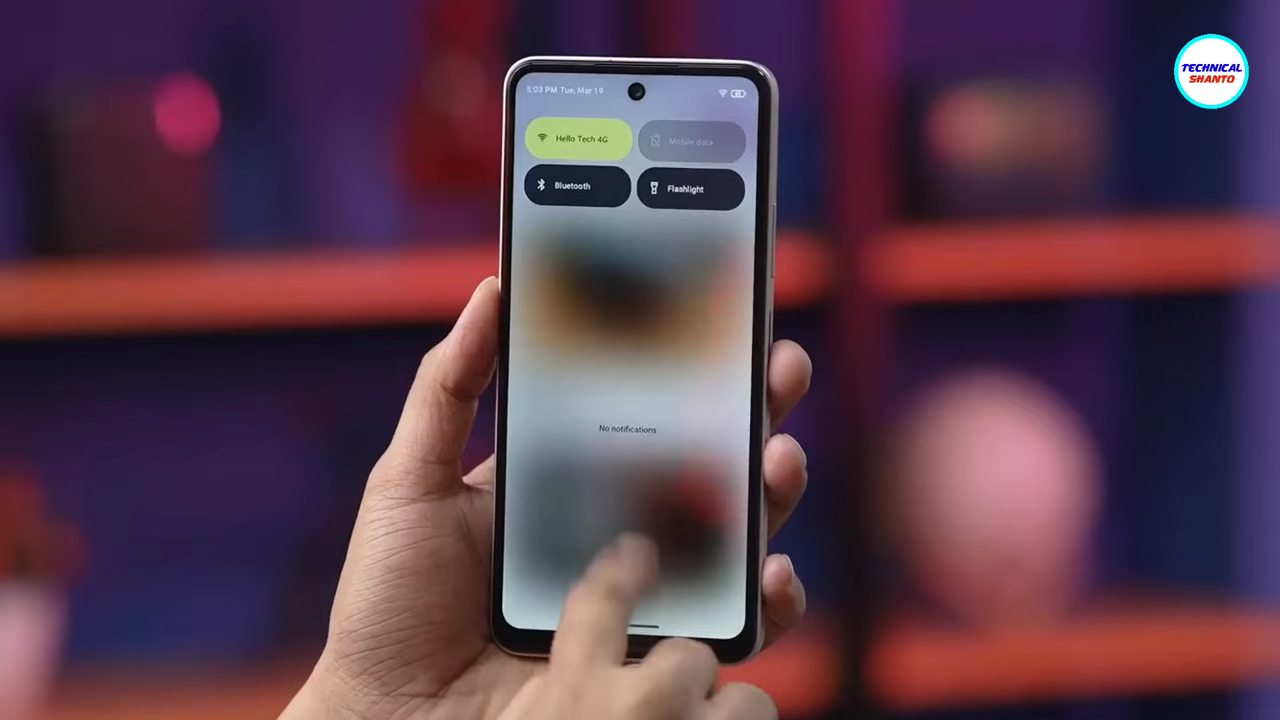 TECHNICAL
SHANTO
5:03 PM Tue, Mar 19
Hello Tech 4G
Mobile data
Bluetooth
Flashlight
No notifications